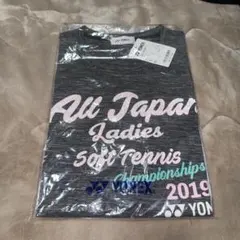 All Japan
Ladies
Soft Tennis
Championships
YONEX
2019
YON